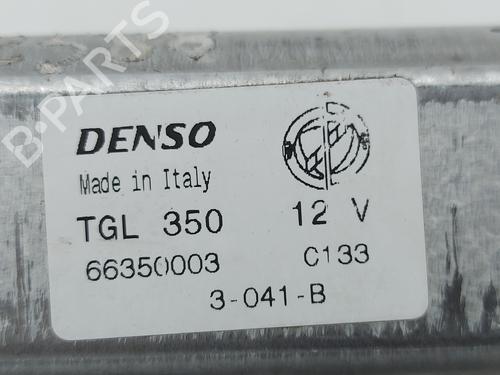 DENSO
Made in Italy
TGL 350 12 V
66350003 C133
3-041-B
B-PARTS